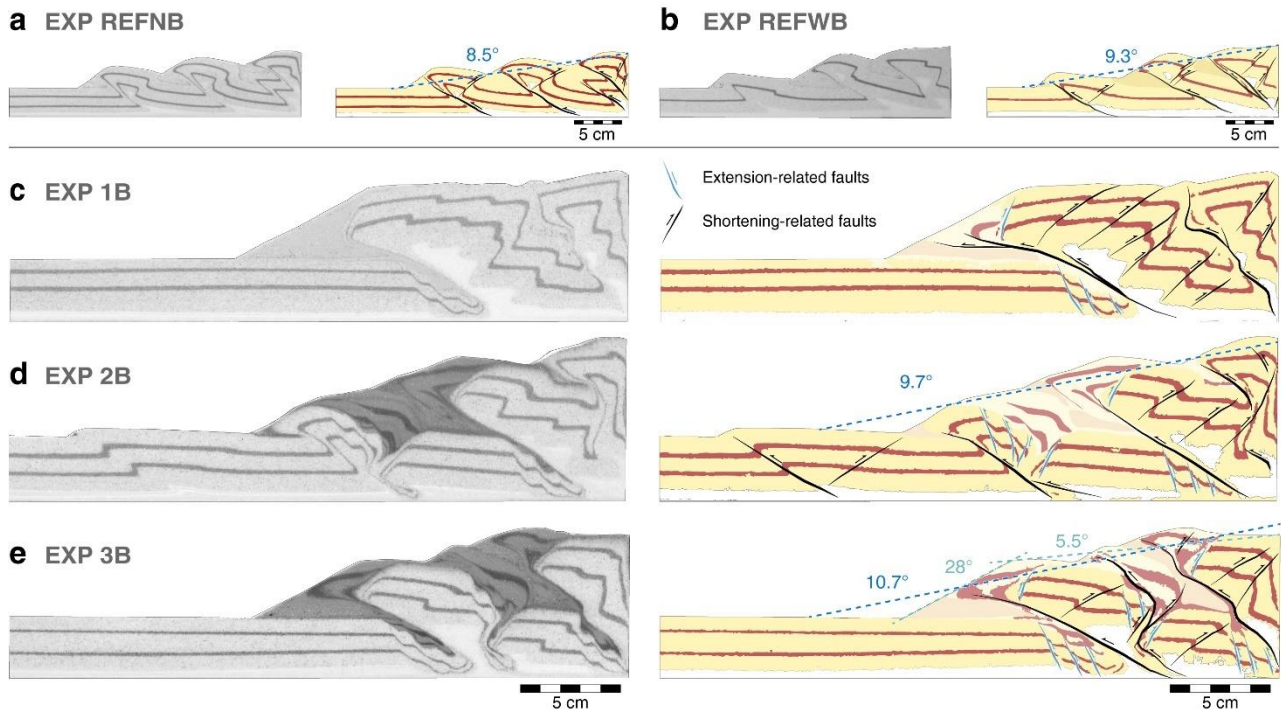 a EXP REFNB
8.5°
5 cm
b EXP REFWB
9.3°
5 cm
c EXP 1B
Extension-related faults
Shortening-related faults
d EXP 2B
9.7°
e EXP 3B
5 cm
10.7°
28°
5.5°
5 cm